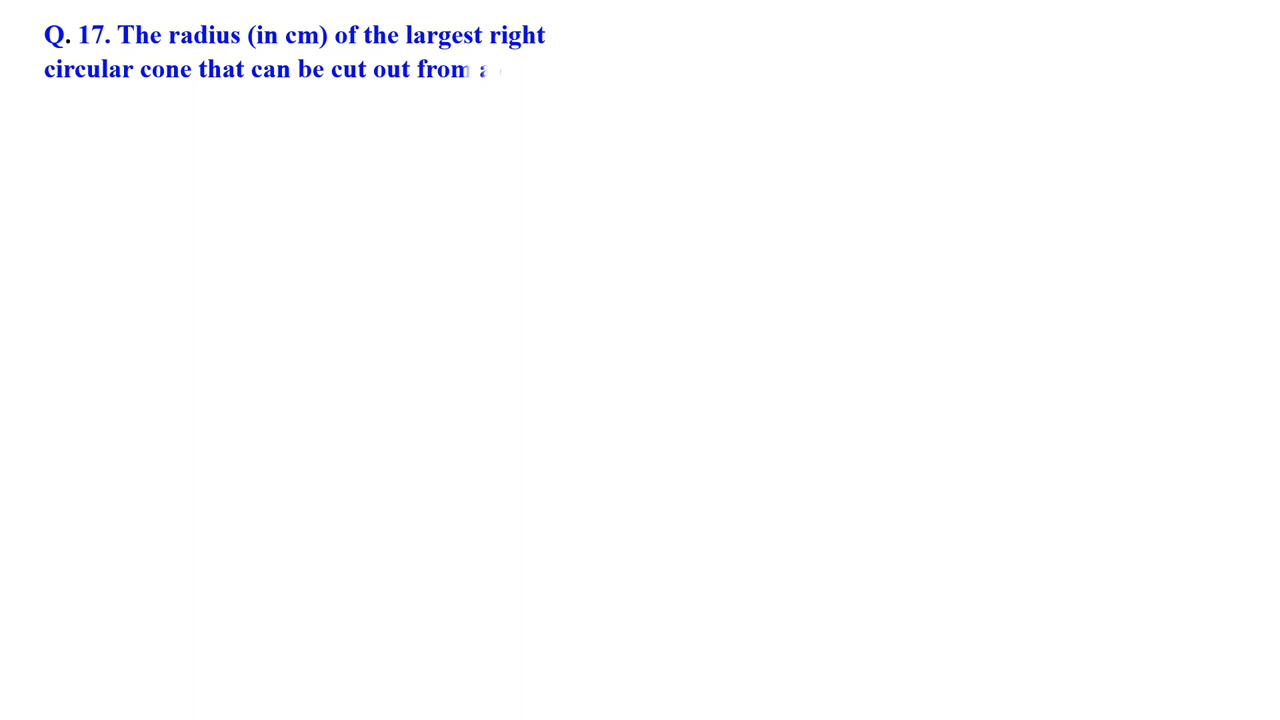 Q. 17. The radius (in cm) of the largest right
circular cone that can be cut out from a